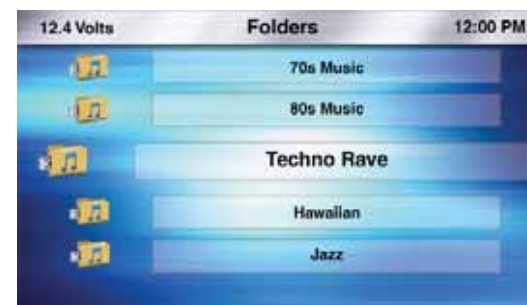 12.4 Volts Folders 12:00 PM
70s Music
80s Music
Techno Rave
Hawaiian
Jazz